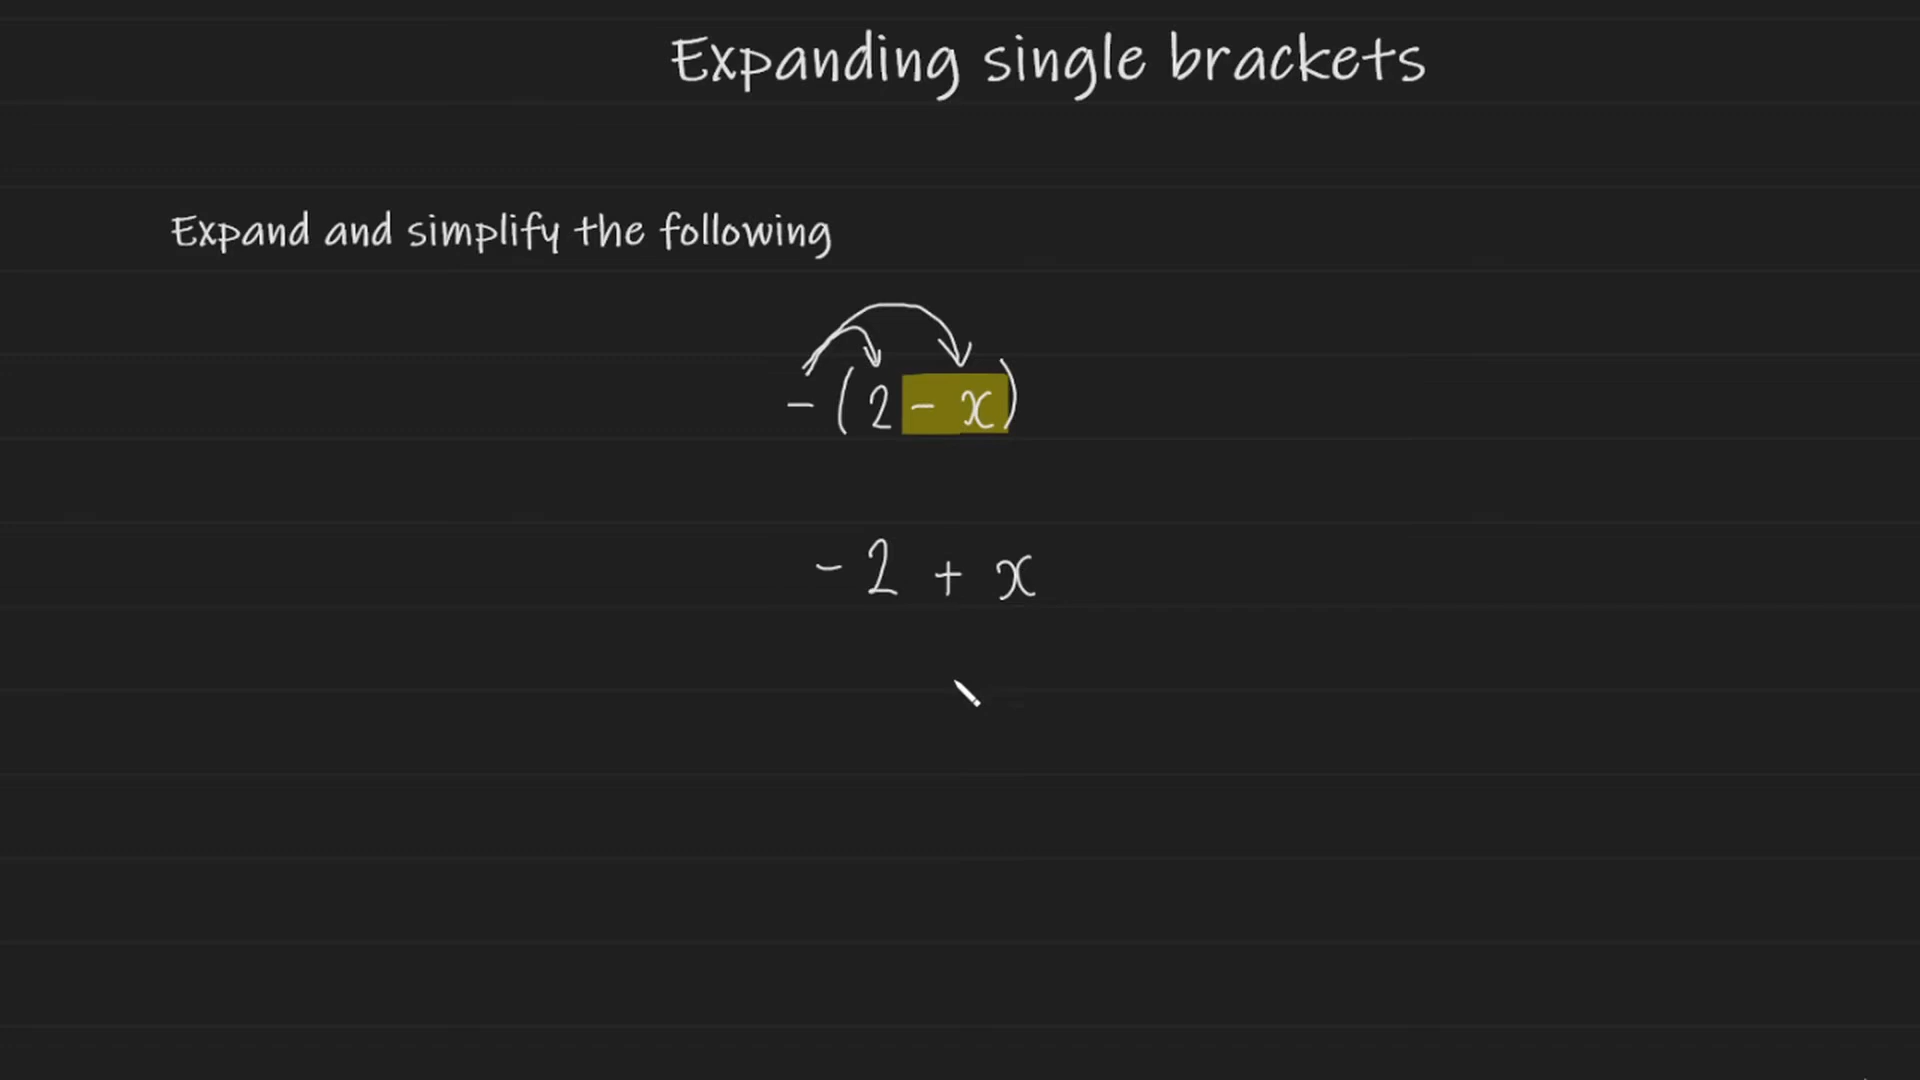 Expanding single brackets
Expand and simplify the following
- (2 - x)
- 2 + x